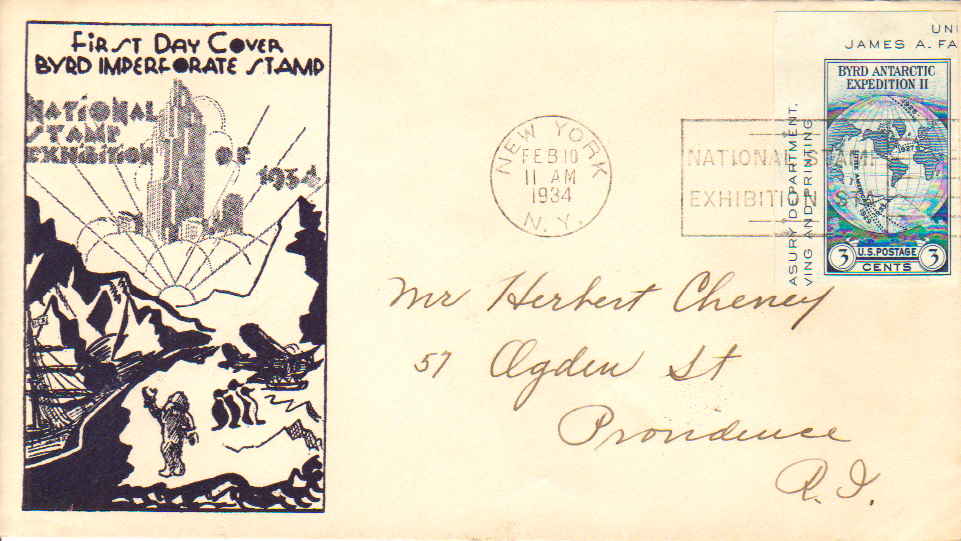 FIRST DAY COVER
BYRD IMPERFORATE STAMP
NATIONAL
STAMP
EXHIBITION OF
1934
NEW YORK
FEB 10
11 AM
1934
N.Y.
NATIONAL STAMP
EXHIBITION STA
UNI
JAMES A. FA
ASURY DEPARTMENT,
VING AND PRINTING
BYRD ANTARCTIC
EXPEDITION II
U.S. POSTAGE
3 CENTS 3
Mr Herbert Cheney
57 Ogden St
Providence
R.I.